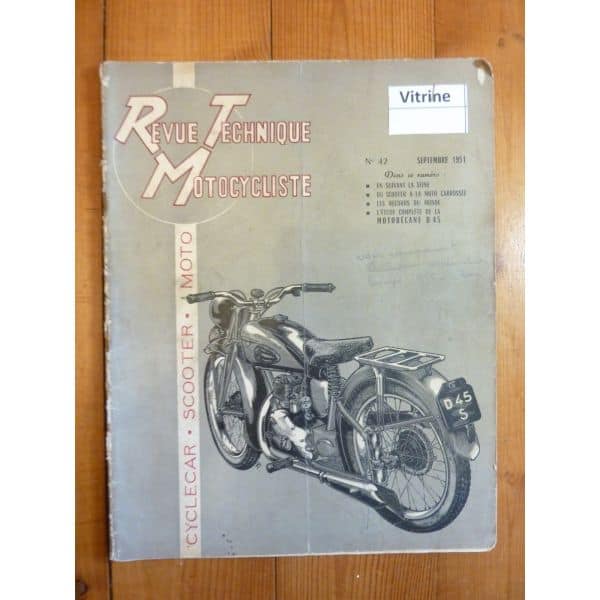 REVUE TECHNIQUE
MOTOCYCLISTE
Vitrine
N° 42 SEPTEMBRE 1951
Dans ce numéro :
EN SUIVANT LA SEINE
DU SCOOTER A LA MOTO CARROSSÉE
LES RECORDS DU MONDE
L'ÉTUDE COMPLÈTE DE LA
MOTOBÉCANE D 45
CYCLECAR • SCOOTER • MOTO
D 45
S